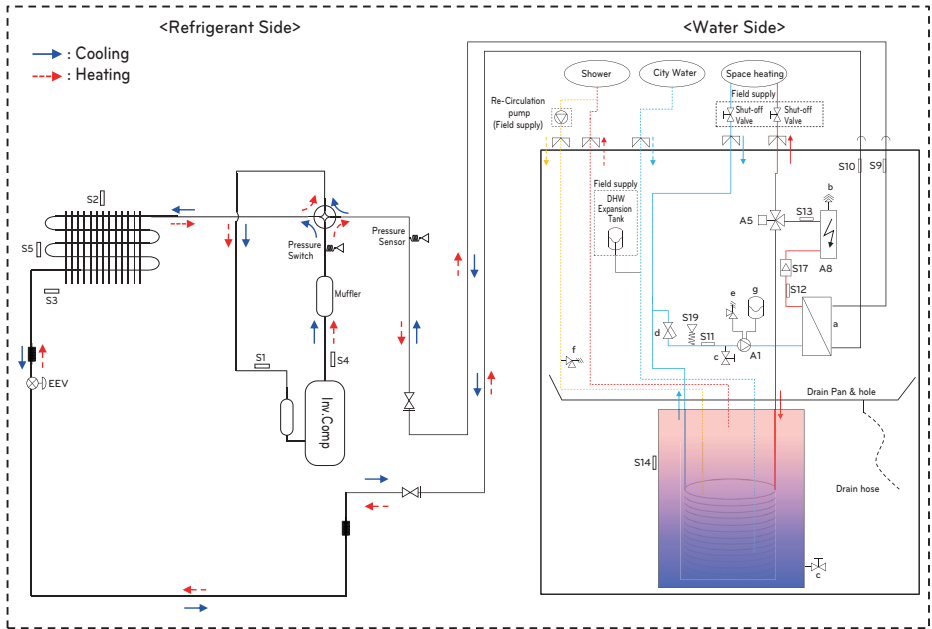 <Refrigerant Side>
: Cooling
: Heating
<Water Side>
Shower
City Water
Space heating
Field supply
Shut-off
Valve
Shut-off
Valve
Re-Circulation
pump
(Field supply)
S10
S9
S2
S5
S3
Pressure
Switch
Pressure
Sensor
Muffler
S1
S4
EEV
Inv.Comp
Field supply
DHW
Expansion
Tank
b
A5
S13
A8
S17
S12
e
g
a
d
S19
S11
c
A1
f
Drain Pan & hole
S14
Drain hose
c